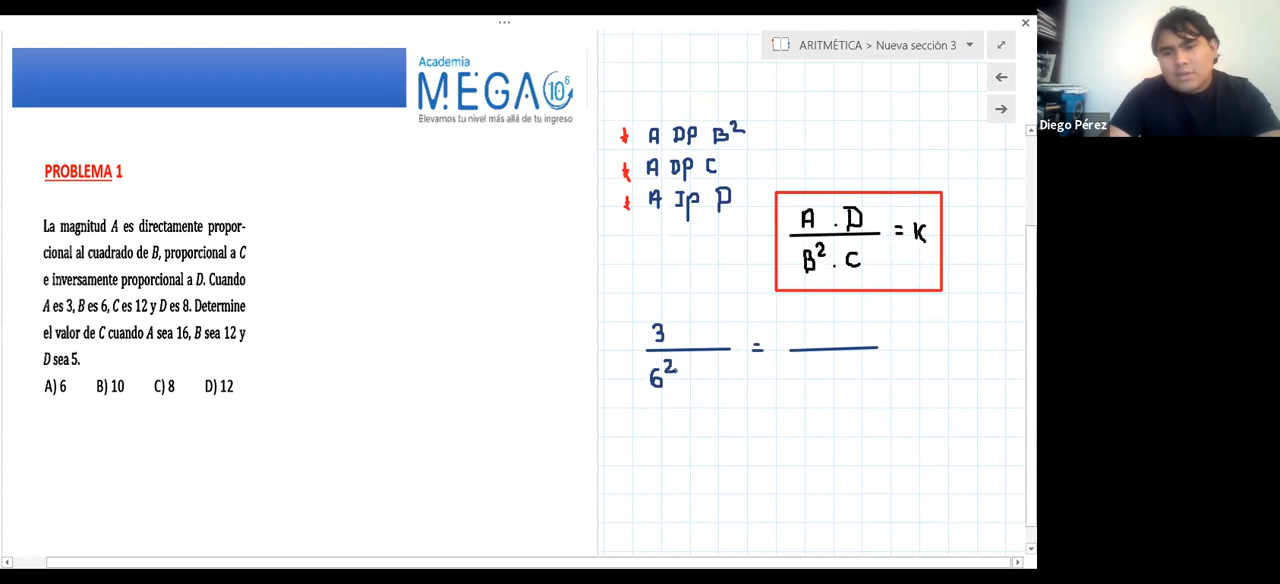 ARITMÉTICA > Nueva sección 3
Academia
MEGA 10⁶
Elevamos tu nivel más allá de tu ingreso
Diego Pérez
PROBLEMA 1
La magnitud A es directamente propor-
cional al cuadrado de B, proporcional a C
e inversamente proporcional a D. Cuando
A es 3, B es 6, C es 12 y D es 8. Determine
el valor de C cuando A sea 16, B sea 12 y
D sea 5.
A) 6 B) 10 C) 8 D) 12
A DP B²
A DP C
A IP D
A . D
B² . C
= K
3
6²
=